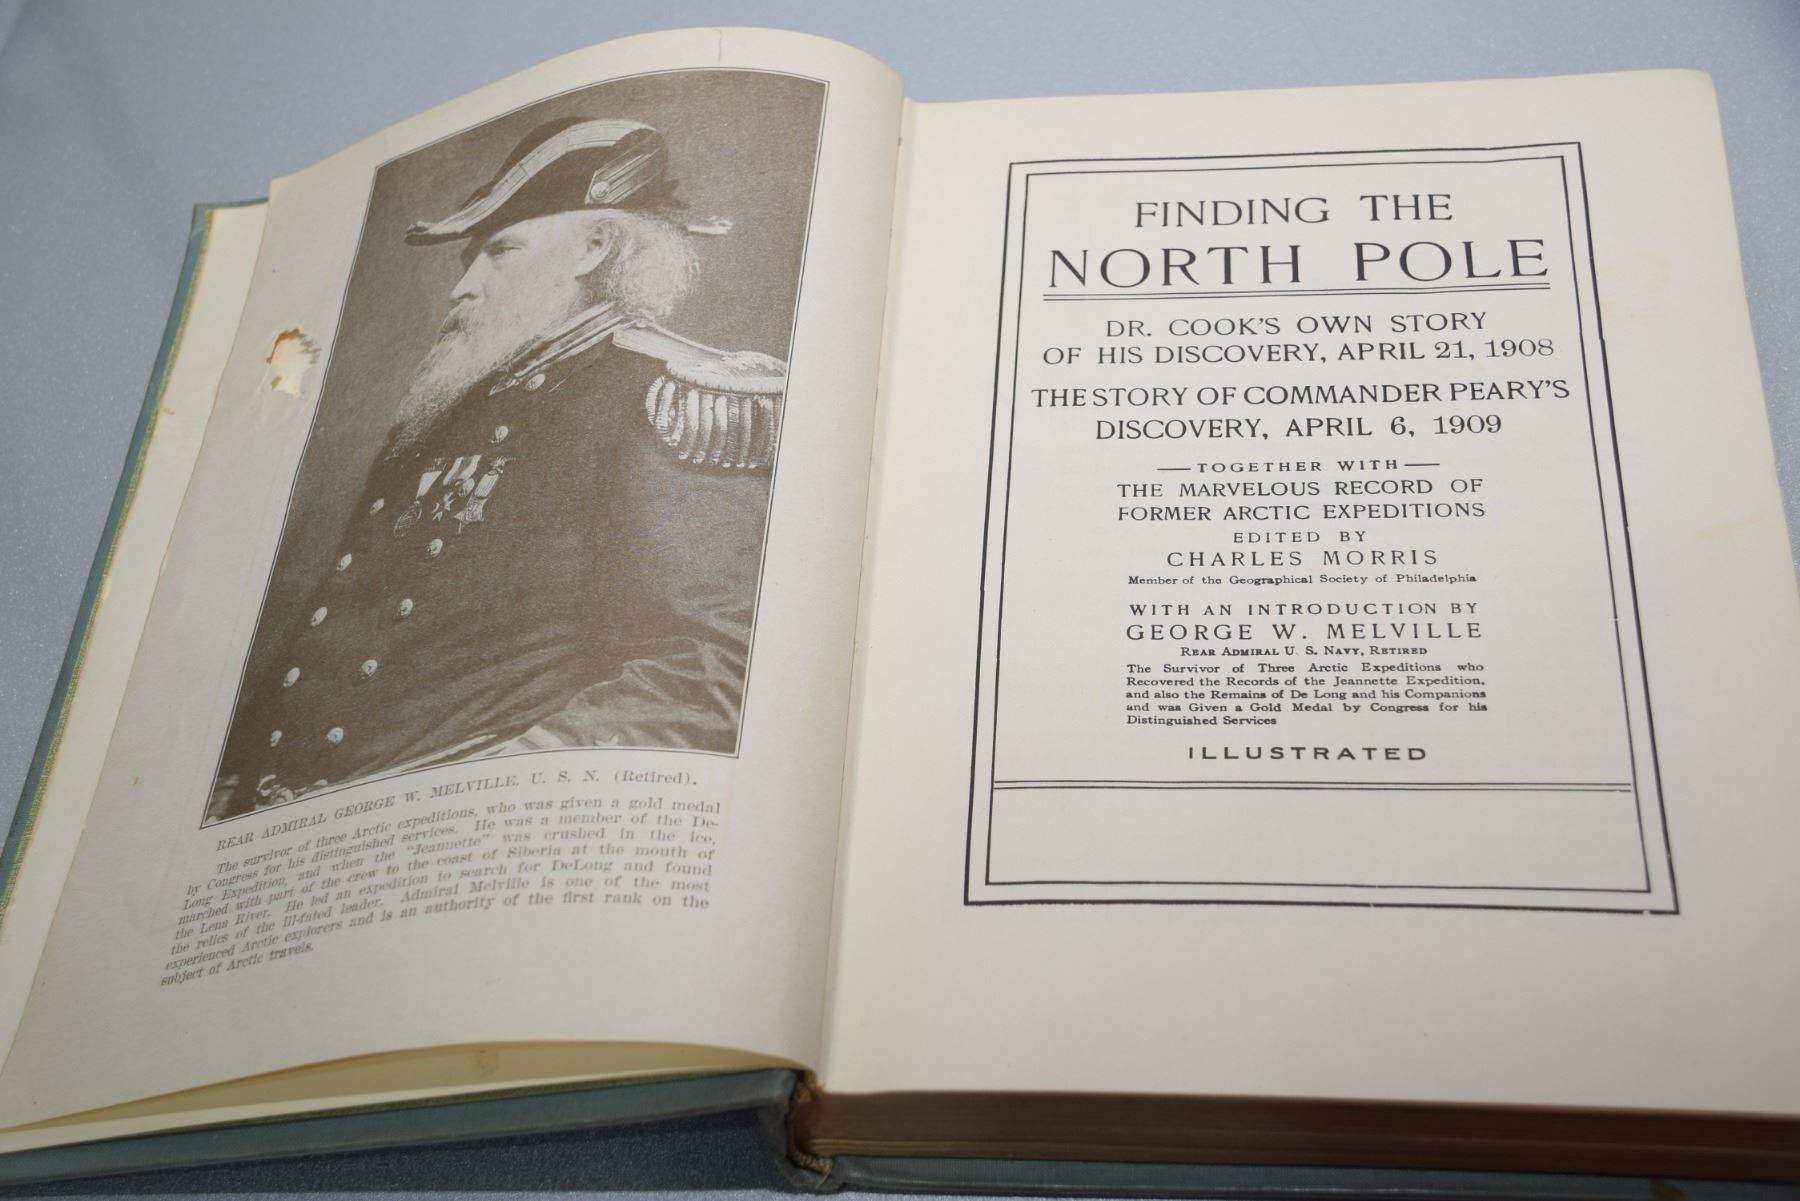 REAR ADMIRAL GEORGE W. MELVILLE, U. S. N. (Retired).
The survivor of three Arctic expeditions, who was given a gold medal
by Congress for his distinguished services. He was a member of the De-
Long Expedition, and when the "Jeannette" was crushed in the ice,
marched with part of the crew to the coast of Siberia at the mouth of
the Lena River. He led an expedition to search for DeLong and found
the relics of the ill-fated leader. Admiral Melville is one of the most
experienced Arctic explorers and is an authority of the first rank on the
subject of Arctic travels.
FINDING THE
NORTH POLE
DR. COOK'S OWN STORY
OF HIS DISCOVERY, APRIL 21, 1908
THE STORY OF COMMANDER PEARY'S
DISCOVERY, APRIL 6, 1909
— TOGETHER WITH —
THE MARVELOUS RECORD OF
FORMER ARCTIC EXPEDITIONS
EDITED BY
CHARLES MORRIS
Member of the Geographical Society of Philadelphia
WITH AN INTRODUCTION BY
GEORGE W. MELVILLE
REAR ADMIRAL U. S. NAVY, RETIRED
The Survivor of Three Arctic Expeditions who
Recovered the Records of the Jeannette Expedition,
and also the Remains of De Long and his Companions
and was Given a Gold Medal by Congress for his
Distinguished Services
ILLUSTRATED